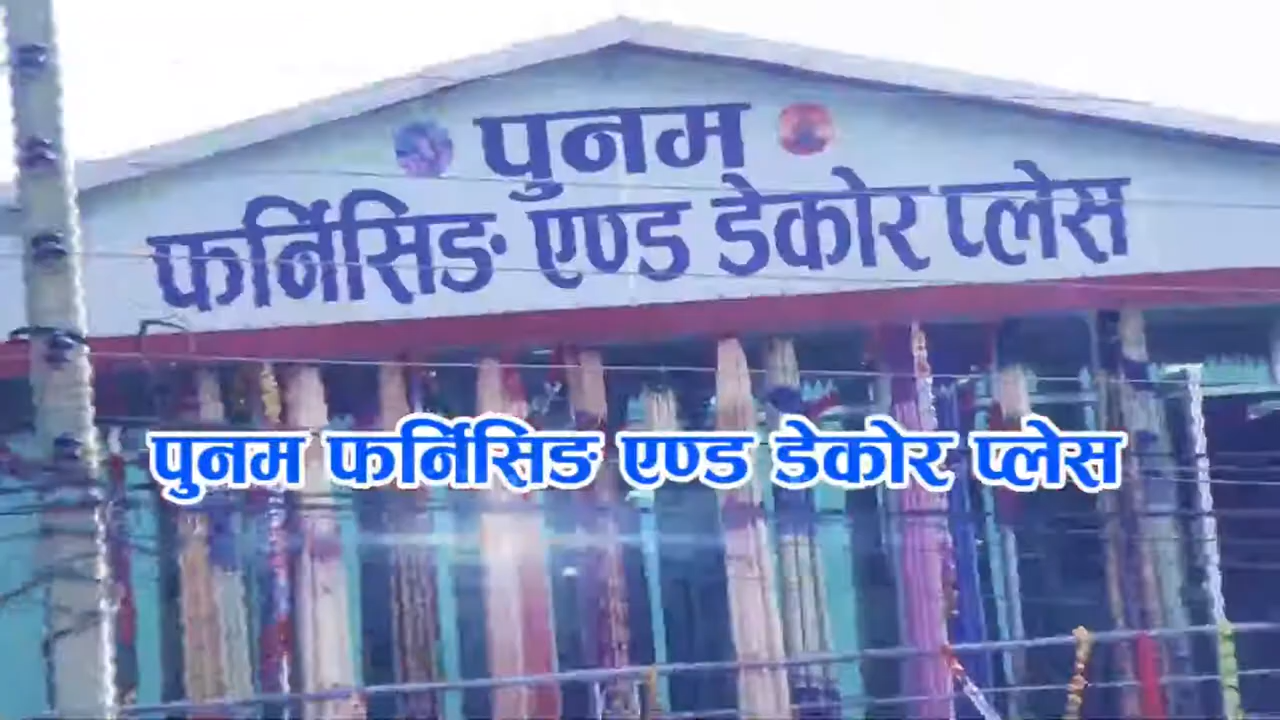 पुनम
फर्निसिङ एण्ड डेकोर प्लेस
पुनम फर्निसिङ एण्ड डेकोर प्लेस